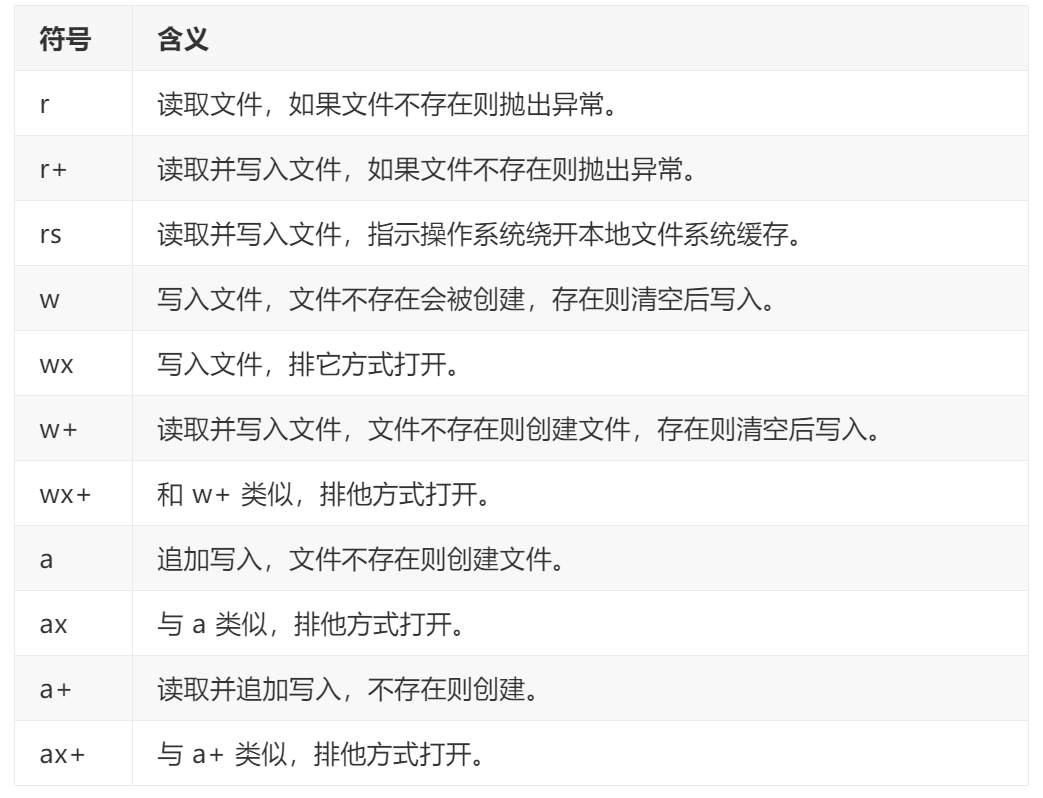 符号 含义
r 读取文件，如果文件不存在则抛出异常。
r+ 读取并写入文件，如果文件不存在则抛出异常。
rs 读取并写入文件，指示操作系统绕开本地文件系统缓存。
w 写入文件，文件不存在会被创建，存在则清空后写入。
wx 写入文件，排它方式打开。
w+ 读取并写入文件，文件不存在则创建文件，存在则清空后写入。
wx+ 和 w+ 类似，排他方式打开。
a 追加写入，文件不存在则创建文件。
ax 与 a 类似，排他方式打开。
a+ 读取并追加写入，不存在则创建。
ax+ 与 a+ 类似，排他方式打开。